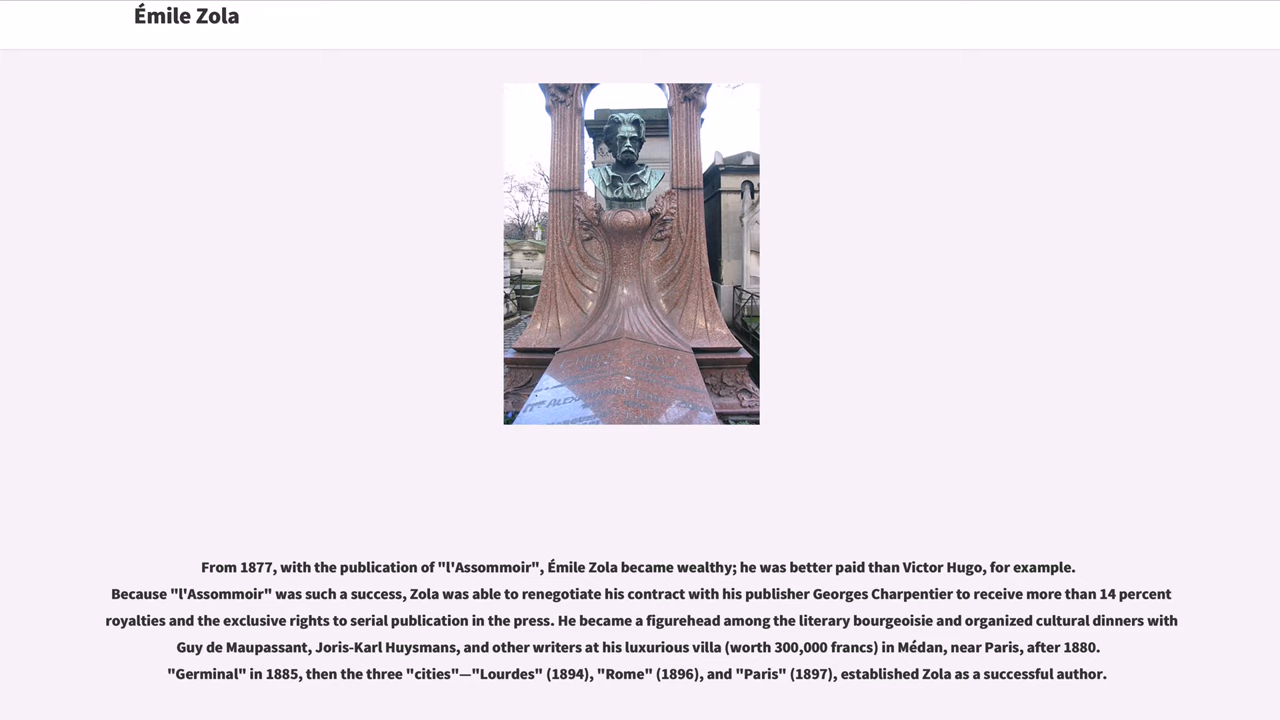 Émile Zola
From 1877, with the publication of "l'Assommoir", Émile Zola became wealthy; he was better paid than Victor Hugo, for example.
Because "l'Assommoir" was such a success, Zola was able to renegotiate his contract with his publisher Georges Charpentier to receive more than 14 percent
royalties and the exclusive rights to serial publication in the press. He became a figurehead among the literary bourgeoisie and organized cultural dinners with
Guy de Maupassant, Joris-Karl Huysmans, and other writers at his luxurious villa (worth 300,000 francs) in Médan, near Paris, after 1880.
"Germinal" in 1885, then the three "cities"—"Lourdes" (1894), "Rome" (1896), and "Paris" (1897), established Zola as a successful author.